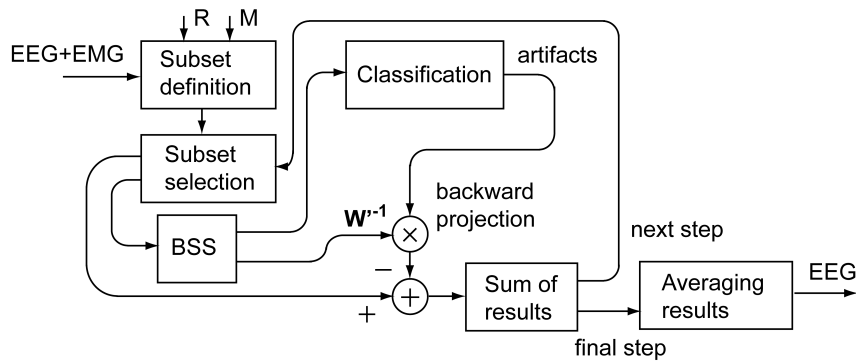 R M
EEG+EMG
Subset
definition
Classification
artifacts
Subset
selection
backward
projection
W'-1
BSS
×
next step
−
+
+
Sum of
results
Averaging
results
EEG
final step